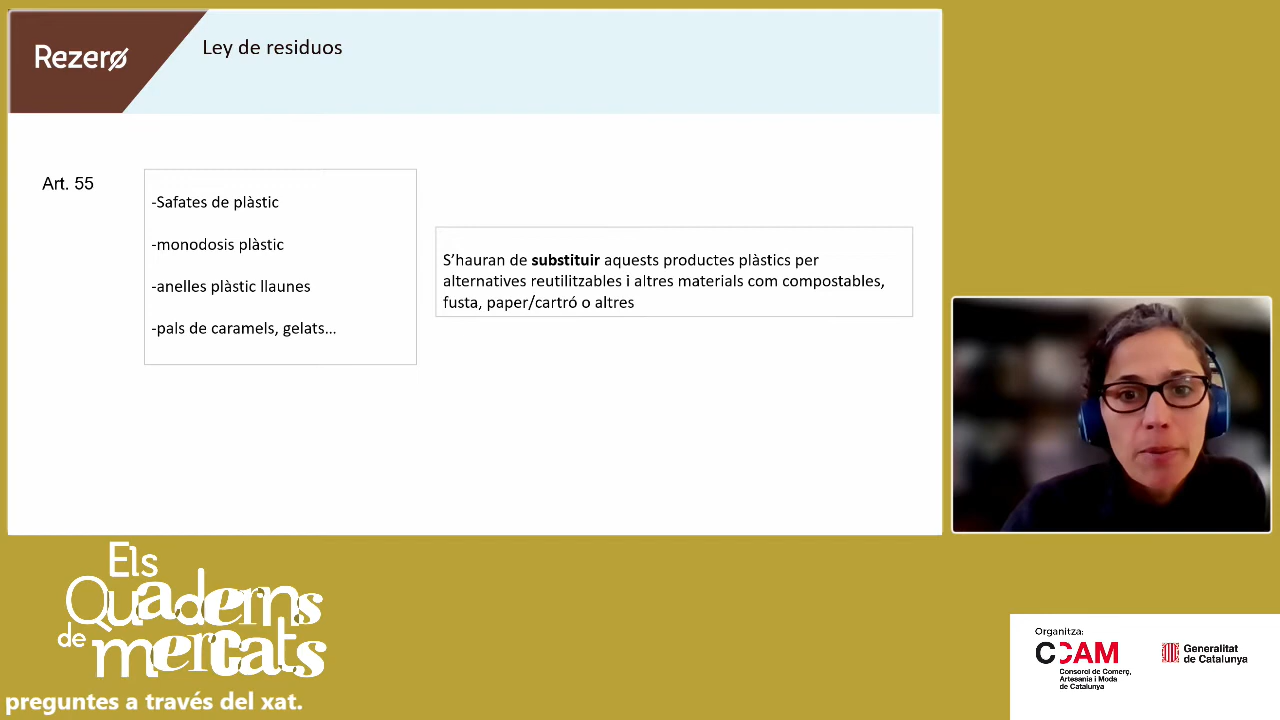 Rezero
Ley de residuos
Art. 55
-Safates de plàstic
-monodosis plàstic
-anelles plàstic llaunes
-pals de caramels, gelats...
S'hauran de substituir aquests productes plàstics per
alternatives reutilitzables i altres materials com compostables,
fusta, paper/cartró o altres
Els
Quaderns
de mercats
preguntes a través del xat.
Organitza:
CCAM
Consorci de Comerç,
Artesania i Moda
de Catalunya
Generalitat
de Catalunya